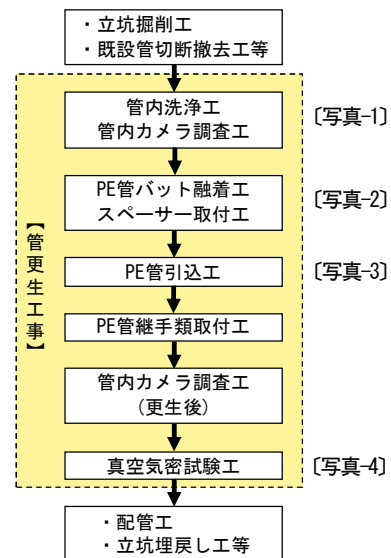 ・立坑掘削工
・既設管切断撤去工等
【管更生工事】
管内洗浄工
管内カメラ調査工
〔写真-1〕
PE管バット融着工
スペーサー取付工
〔写真-2〕
PE管引込工
〔写真-3〕
PE管継手類取付工
管内カメラ調査工
(更生後)
真空気密試験工
〔写真-4〕
・配管工
・立坑埋戻し工等